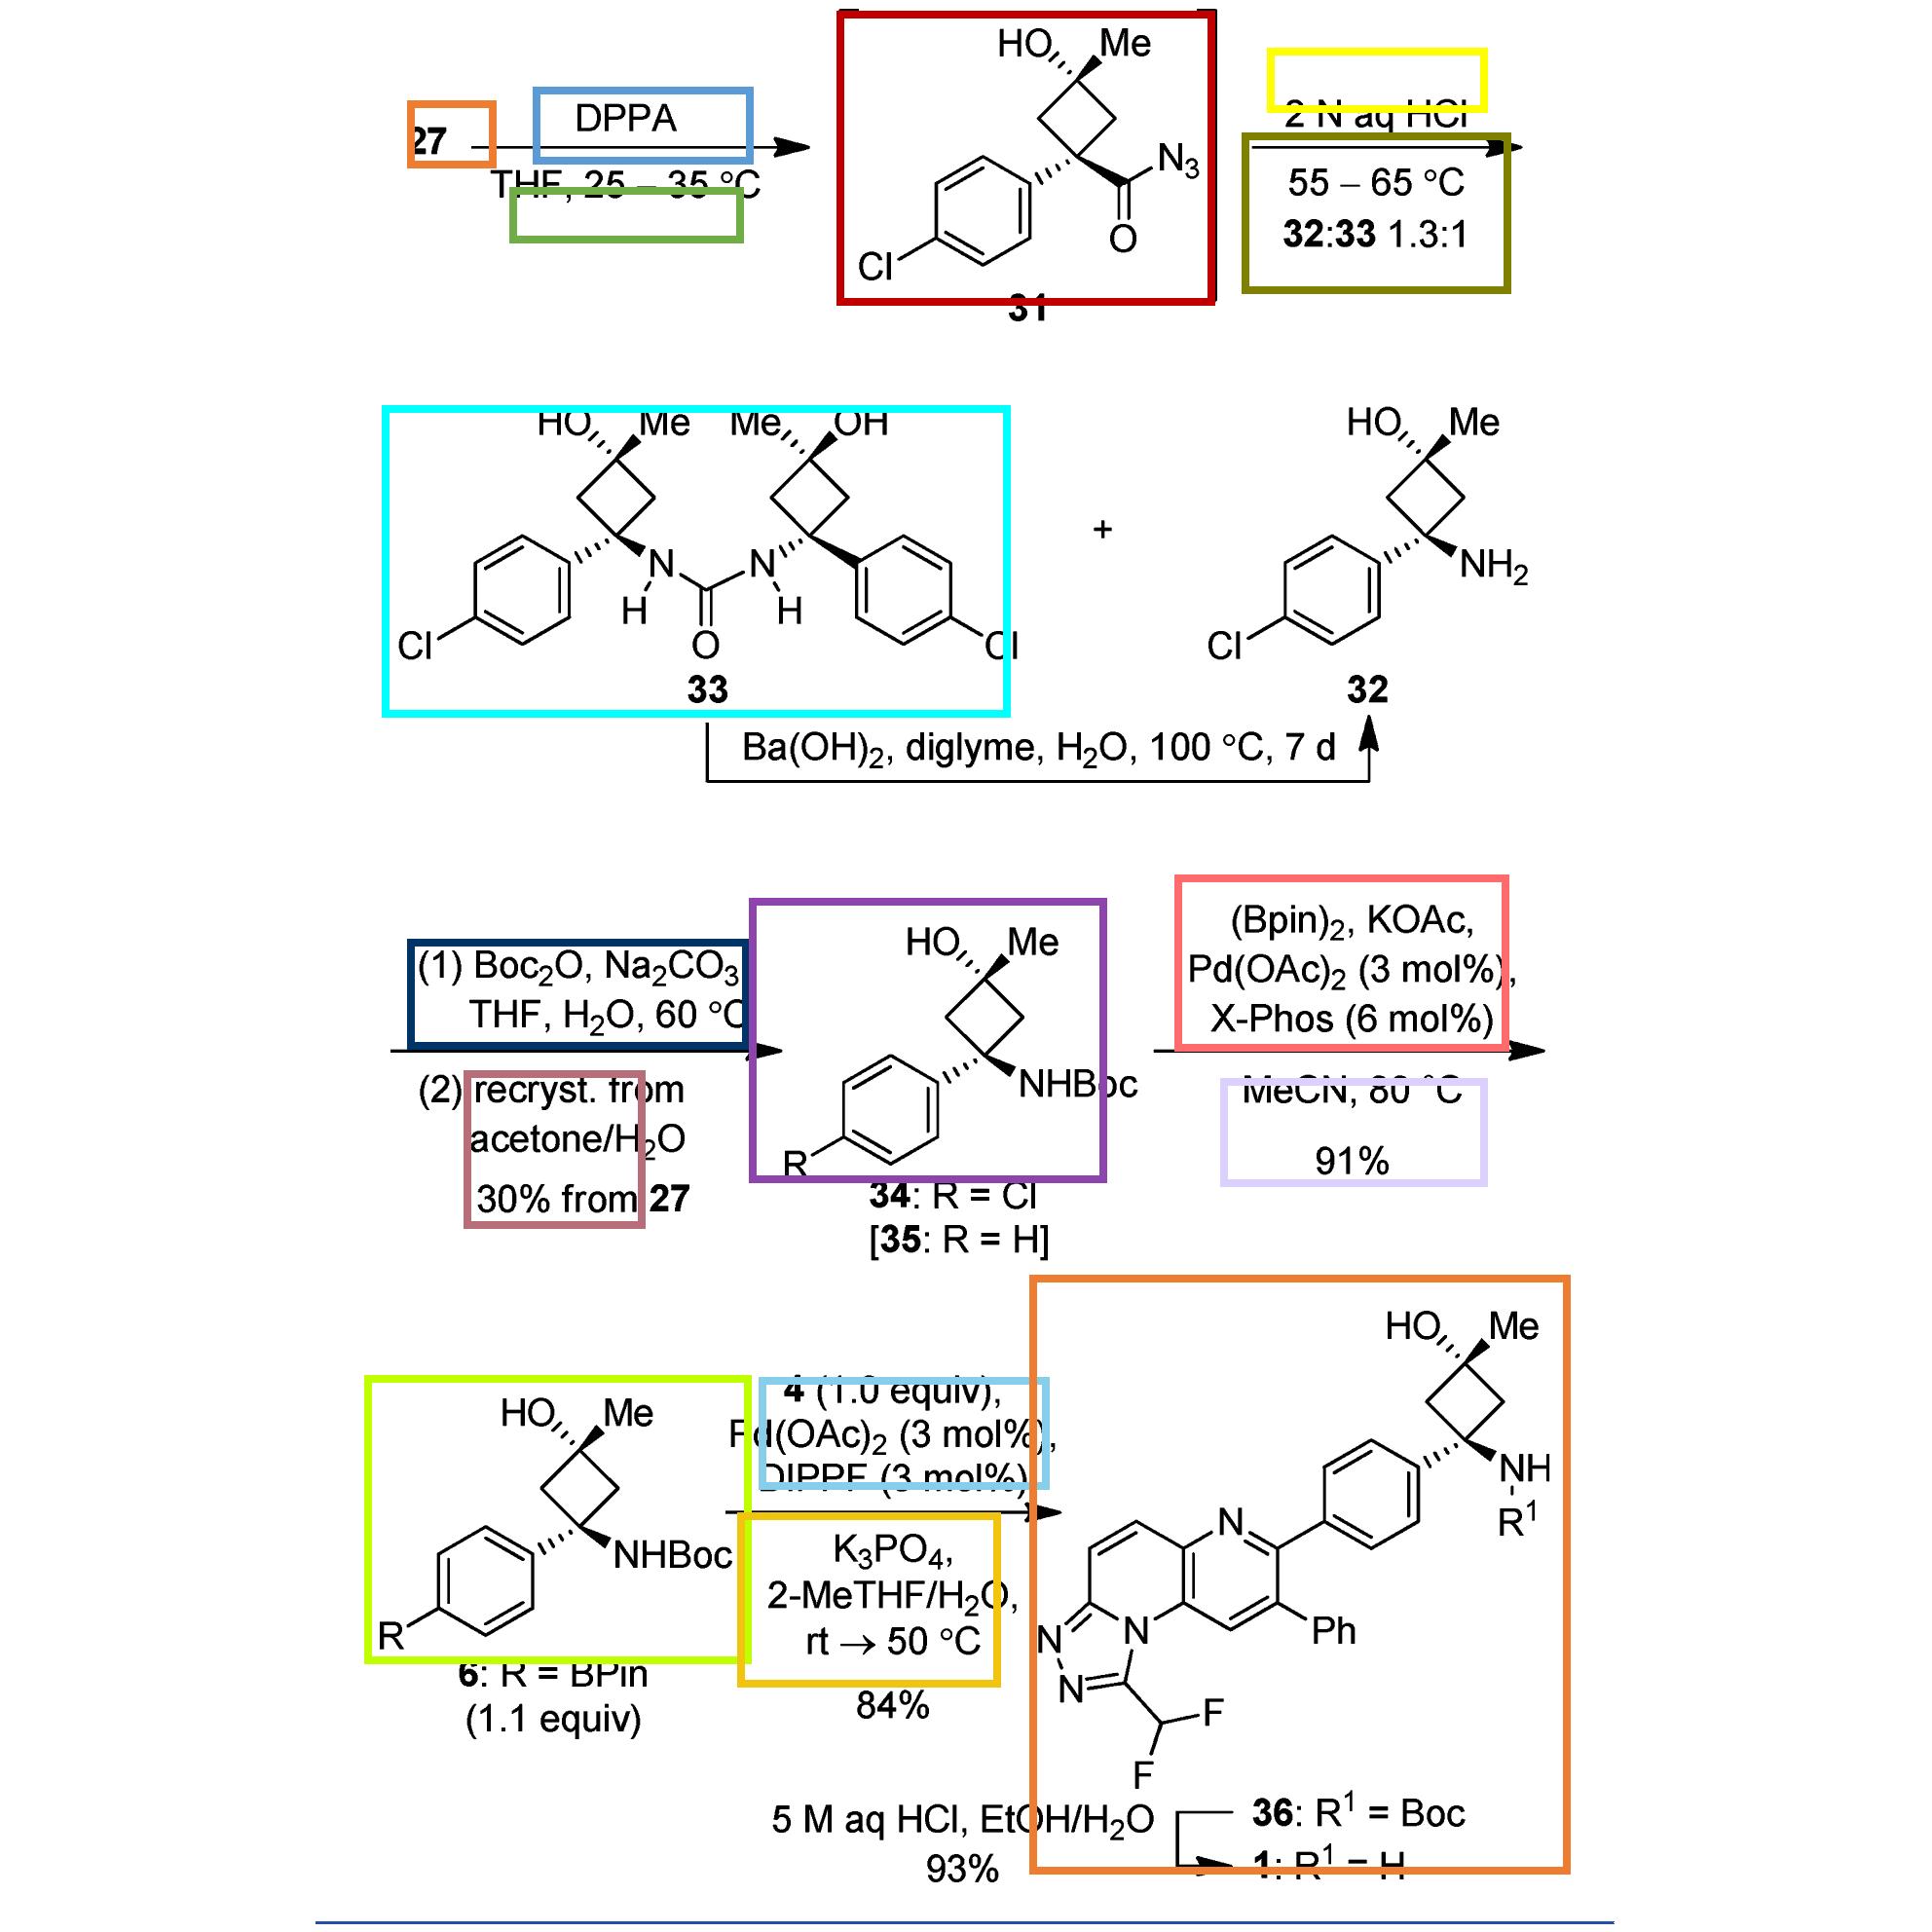 27
DPPA
THF, 25 – 35 °C
HO
Me
N3
O
Cl
31
2 N aq HCl
55 – 65 °C
32:33 1.3:1
HO
Me
Me
OH
N
H
O
N
H
Cl
Cl
33
+
HO
Me
NH2
Cl
32
Ba(OH)2, diglyme, H2O, 100 °C, 7 d
(1) Boc2O, Na2CO3
THF, H2O, 60 °C
(2) recryst. from
acetone/H2O
30% from 27
HO
Me
NHBoc
R
34: R = Cl
[35: R = H]
(Bpin)2, KOAc,
Pd(OAc)2 (3 mol%),
X-Phos (6 mol%)
MeCN, 80 °C
91%
HO
Me
NHBoc
R
6: R = BPin
(1.1 equiv)
4 (1.0 equiv),
Pd(OAc)2 (3 mol%),
DIPPF (3 mol%)
K3PO4,
2-MeTHF/H2O,
rt → 50 °C
84%
HO
Me
NH
R1
N
N
N
N
Ph
F
F
5 M aq HCl, EtOH/H2O
93%
36: R1 = Boc
1: R1 = H